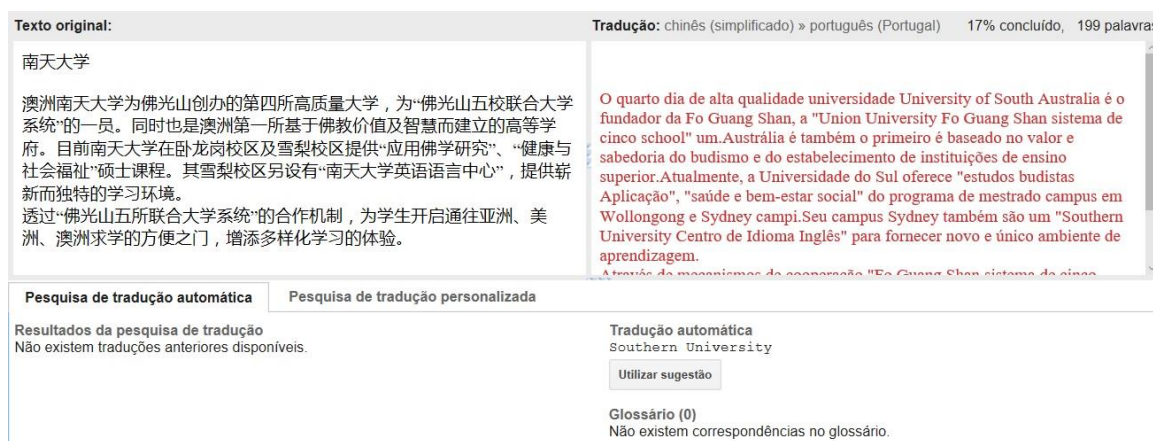 Texto original:
Tradução: chinês (simplificado) » português (Portugal) 17% concluído, 199 palavras
南天大学
澳洲南天大学为佛光山创办的第四所高质量大学，为“佛光山五校联合大学
系统”的一员。同时也是澳洲第一所基于佛教价值及智慧而建立的高等学
府。目前南天大学在卧龙岗校区及雪梨校区提供“应用佛学研究”、“健康与
社会福祉”硕士课程。其雪梨校区另设有“南天大学英语语言中心”，提供崭
新而独特的学习环境。
透过“佛光山五所联合大学系统”的合作机制，为学生开启通往亚洲、美
洲、澳洲求学的方便之门，增添多样化学习的体验。
O quarto dia de alta qualidade universidade University of South Australia é o
fundador da Fo Guang Shan, a "Union University Fo Guang Shan sistema de
cinco school" um.Austrália é também o primeiro é baseado no valor e
sabedoria do budismo e do estabelecimento de instituições de ensino
superior.Atualmente, a Universidade do Sul oferece "estudos budistas
Aplicação", "saúde e bem-estar social" do programa de mestrado campus em
Wollongong e Sydney campi.Seu campus Sydney também são um "Southern
University Centro de Idioma Inglês" para fornecer novo e único ambiente de
aprendizagem.
Através de mecanismos de cooperação "Fo Guang Shan sistema de cinco
Pesquisa de tradução automática
Pesquisa de tradução personalizada
Resultados da pesquisa de tradução
Não existem traduções anteriores disponíveis.
Tradução automática
Southern University
Utilizar sugestão
Glossário (0)
Não existem correspondências no glossário.